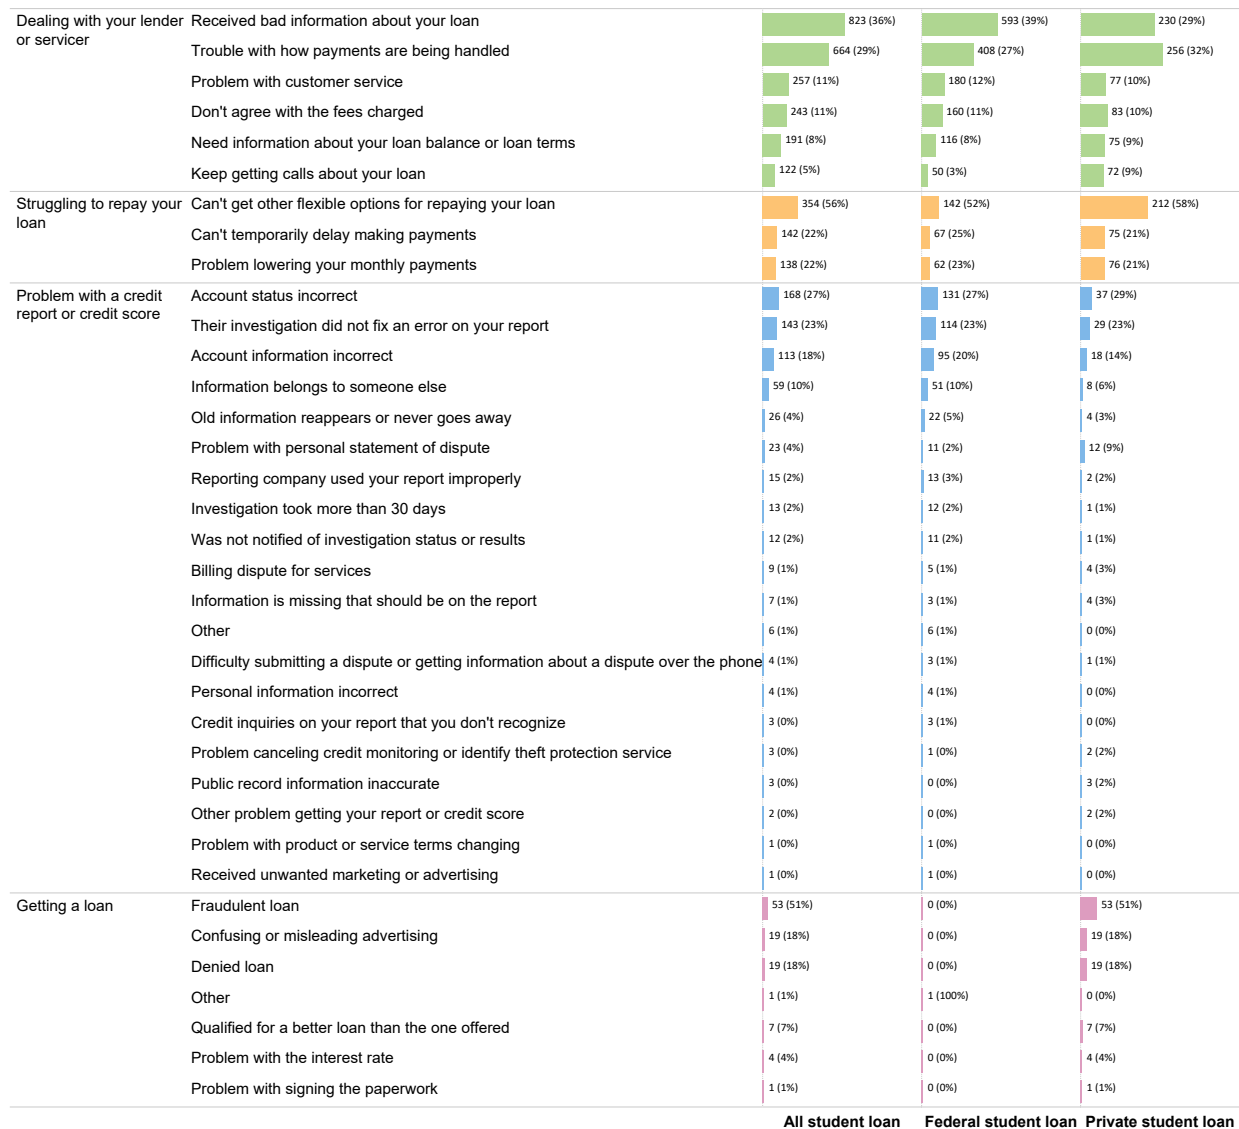 Dealing with your lender or servicer
Received bad information about your loan 823 (36%) 593 (39%) 230 (29%)
Trouble with how payments are being handled 664 (29%) 408 (27%) 256 (32%)
Problem with customer service 257 (11%) 180 (12%) 77 (10%)
Don't agree with the fees charged 243 (11%) 160 (11%) 83 (10%)
Need information about your loan balance or loan terms 191 (8%) 116 (8%) 75 (9%)
Keep getting calls about your loan 122 (5%) 50 (3%) 72 (9%)
Struggling to repay your loan
Can't get other flexible options for repaying your loan 354 (56%) 142 (52%) 212 (58%)
Can't temporarily delay making payments 142 (22%) 67 (25%) 75 (21%)
Problem lowering your monthly payments 138 (22%) 62 (23%) 76 (21%)
Problem with a credit report or credit score
Account status incorrect 168 (27%) 131 (27%) 37 (29%)
Their investigation did not fix an error on your report 143 (23%) 114 (23%) 29 (23%)
Account information incorrect 113 (18%) 95 (20%) 18 (14%)
Information belongs to someone else 59 (10%) 51 (10%) 8 (6%)
Old information reappears or never goes away 26 (4%) 22 (5%) 4 (3%)
Problem with personal statement of dispute 23 (4%) 11 (2%) 12 (9%)
Reporting company used your report improperly 15 (2%) 13 (3%) 2 (2%)
Investigation took more than 30 days 13 (2%) 12 (2%) 1 (1%)
Was not notified of investigation status or results 12 (2%) 11 (2%) 1 (1%)
Billing dispute for services 9 (1%) 5 (1%) 4 (3%)
Information is missing that should be on the report 7 (1%) 3 (1%) 4 (3%)
Other 6 (1%) 6 (1%) 0 (0%)
Difficulty submitting a dispute or getting information about a dispute over the phone 4 (1%) 3 (1%) 1 (1%)
Personal information incorrect 4 (1%) 4 (1%) 0 (0%)
Credit inquiries on your report that you don't recognize 3 (0%) 3 (1%) 0 (0%)
Problem canceling credit monitoring or identify theft protection service 3 (0%) 1 (0%) 2 (2%)
Public record information inaccurate 3 (0%) 0 (0%) 3 (2%)
Other problem getting your report or credit score 2 (0%) 0 (0%) 2 (2%)
Problem with product or service terms changing 1 (0%) 1 (0%) 0 (0%)
Received unwanted marketing or advertising 1 (0%) 1 (0%) 0 (0%)
Getting a loan
Fraudulent loan 53 (51%) 0 (0%) 53 (51%)
Confusing or misleading advertising 19 (18%) 0 (0%) 19 (18%)
Denied loan 19 (18%) 0 (0%) 19 (18%)
Other 1 (1%) 1 (100%) 0 (0%)
Qualified for a better loan than the one offered 7 (7%) 0 (0%) 7 (7%)
Problem with the interest rate 4 (4%) 0 (0%) 4 (4%)
Problem with signing the paperwork 1 (1%) 0 (0%) 1 (1%)
All student loan Federal student loan Private student loan